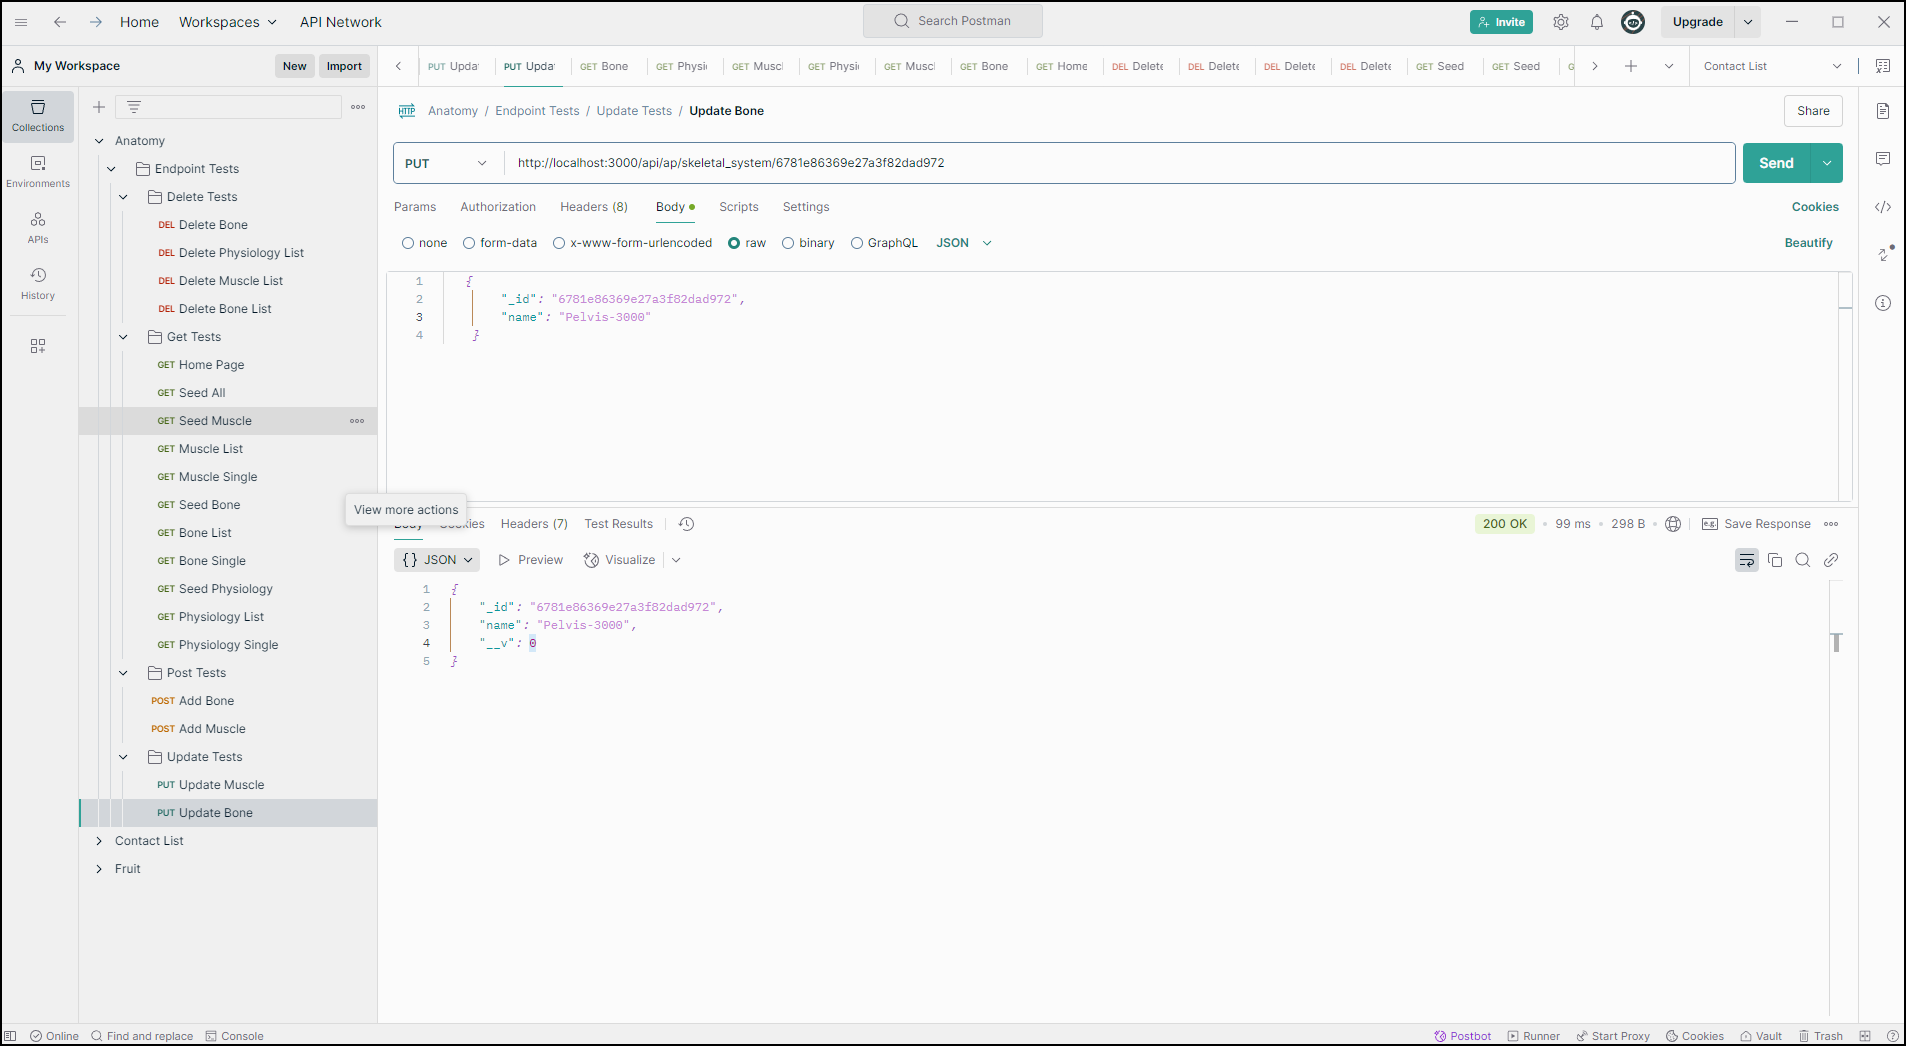 Home Workspaces API Network Search Postman Invite Upgrade
My Workspace New Import
PUT Upda PUT Upda GET Bone GET Physi GET Muscl GET Physi GET Muscl GET Bone GET Home DEL Delete DEL Delete DEL Delete DEL Delete GET Seed GET Seed G Contact List
Collections
Environments
APIs
History
Anatomy
Endpoint Tests
Delete Tests
DEL Delete Bone
DEL Delete Physiology List
DEL Delete Muscle List
DEL Delete Bone List
Get Tests
GET Home Page
GET Seed All
GET Seed Muscle
GET Muscle List
GET Muscle Single
GET Seed Bone
GET Bone List
GET Bone Single
GET Seed Physiology
GET Physiology List
GET Physiology Single
Post Tests
POST Add Bone
POST Add Muscle
Update Tests
PUT Update Muscle
PUT Update Bone
Contact List
Fruit
View more actions
HTTP Anatomy / Endpoint Tests / Update Tests / Update Bone Share
PUT http://localhost:3000/api/ap/skeletal_system/6781e86369e27a3f82dad972 Send
Params Authorization Headers (8) Body Scripts Settings Cookies
none form-data x-www-form-urlencoded raw binary GraphQL JSON Beautify
1 {
2 "_id": "6781e86369e27a3f82dad972",
3 "name": "Pelvis-3000"
4 }
Body Cookies Headers (7) Test Results 200 OK • 99 ms • 298 B e.g. Save Response
{} JSON Preview Visualize
1 {
2 "_id": "6781e86369e27a3f82dad972",
3 "name": "Pelvis-3000",
4 "__v": 0
5 }
Online Find and replace Console Postbot Runner Start Proxy Cookies Vault Trash